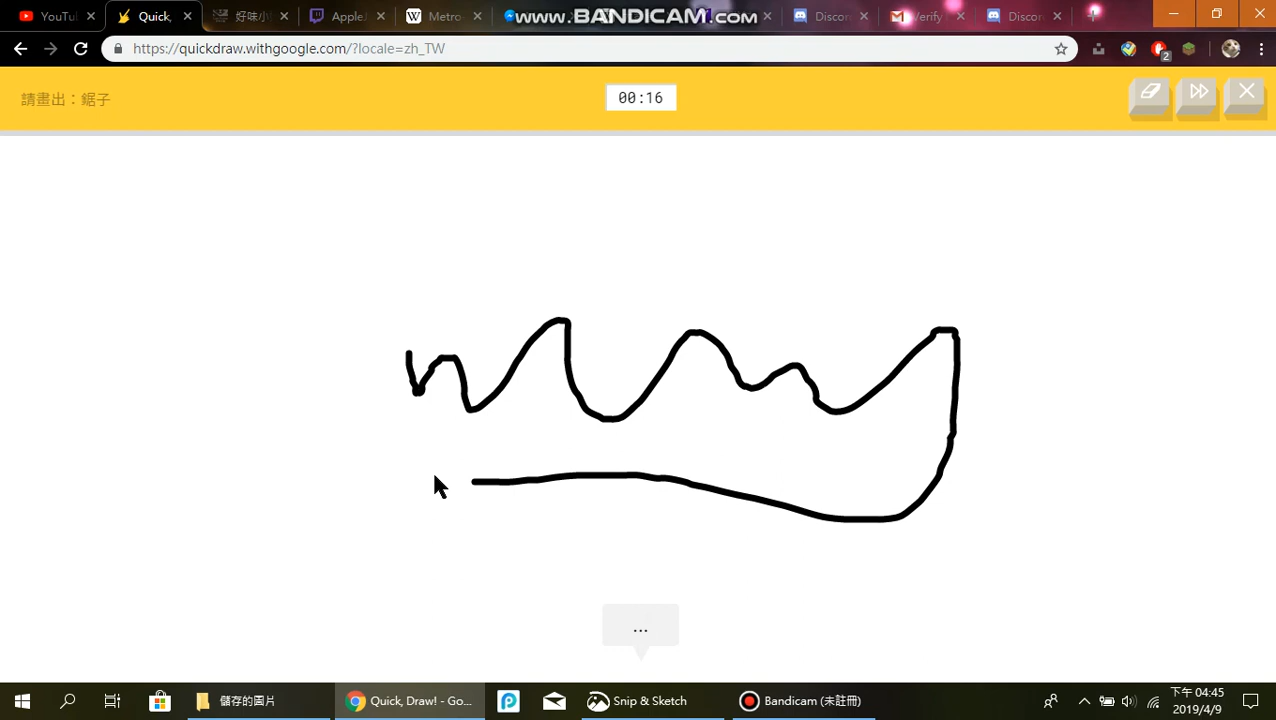 YouTu
Quick,
好味小
AppleJ
Metro
www.BANDICAM.com
Discor
Verify
Discor
https://quickdraw.withgoogle.com/?locale=zh_TW
2
請畫出：鋸子
00:16
...
儲存的圖片
Quick, Draw! - Go...
Snip & Sketch
Bandicam (未註冊)
下午 04:45
2019/4/9